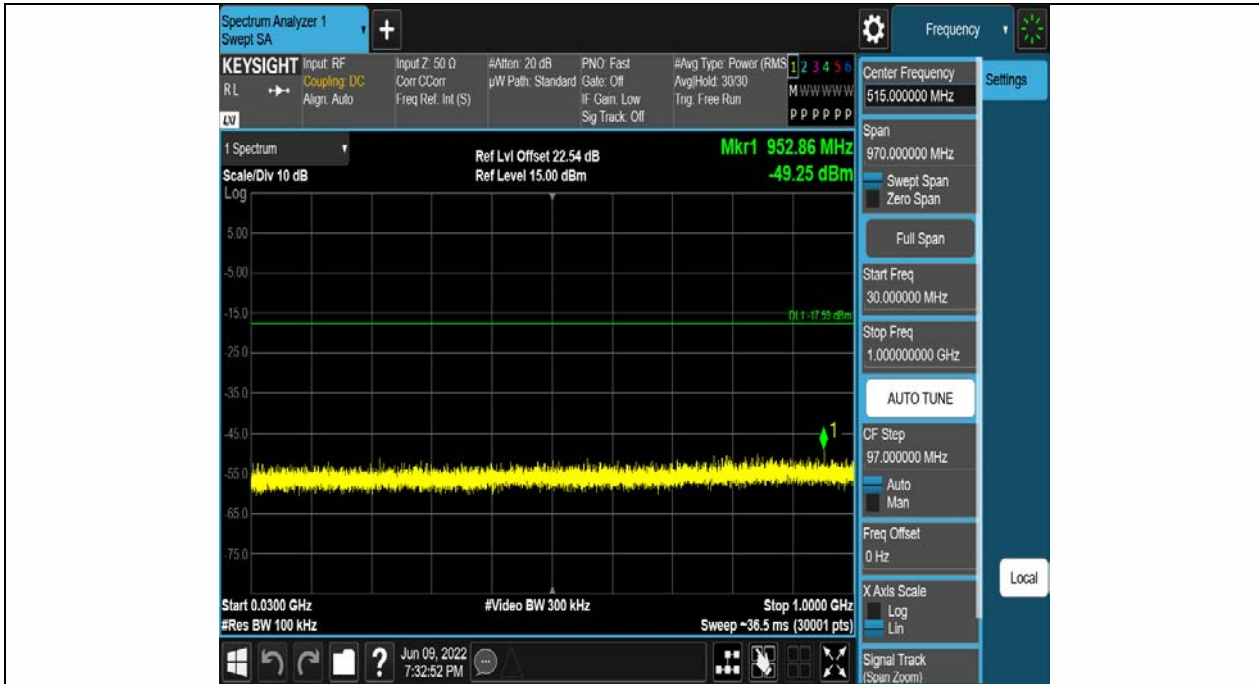 Spectrum Analyzer 1
Swept SA
+
Frequency
KEYSIGHT
RL
LXI
Input: RF
Coupling: DC
Align: Auto
Input Z: 50 Ω
Corr CCorr
Freq Ref: Int (S)
#Atten: 20 dB
µW Path: Standard
PNO: Fast
Gate: Off
IF Gain: Low
Sig Track: Off
#Avg Type: Power (RMS
Avg|Hold: 30/30
Trig: Free Run
1 2 3 4 5 6
M W W W W W
P P P P P P
1 Spectrum
Scale/Div 10 dB
Ref Lvl Offset 22.54 dB
Ref Level 15.00 dBm
Mkr1 952.86 MHz
-49.25 dBm
Log
5.00
-5.00
-15.0
DL1 -17.59 dBm
-25.0
-35.0
-45.0
1
-55.0
-65.0
-75.0
Start 0.0300 GHz
#Res BW 100 kHz
#Video BW 300 kHz
Stop 1.0000 GHz
Sweep ~36.5 ms (30001 pts)
Center Frequency
515.000000 MHz
Settings
Span
970.000000 MHz
Swept Span
Zero Span
Full Span
Start Freq
30.000000 MHz
Stop Freq
1.000000000 GHz
AUTO TUNE
CF Step
97.000000 MHz
Auto
Man
Freq Offset
0 Hz
Local
X Axis Scale
Log
Lin
Signal Track
(Span Zoom)
?
Jun 09, 2022
7:32:52 PM